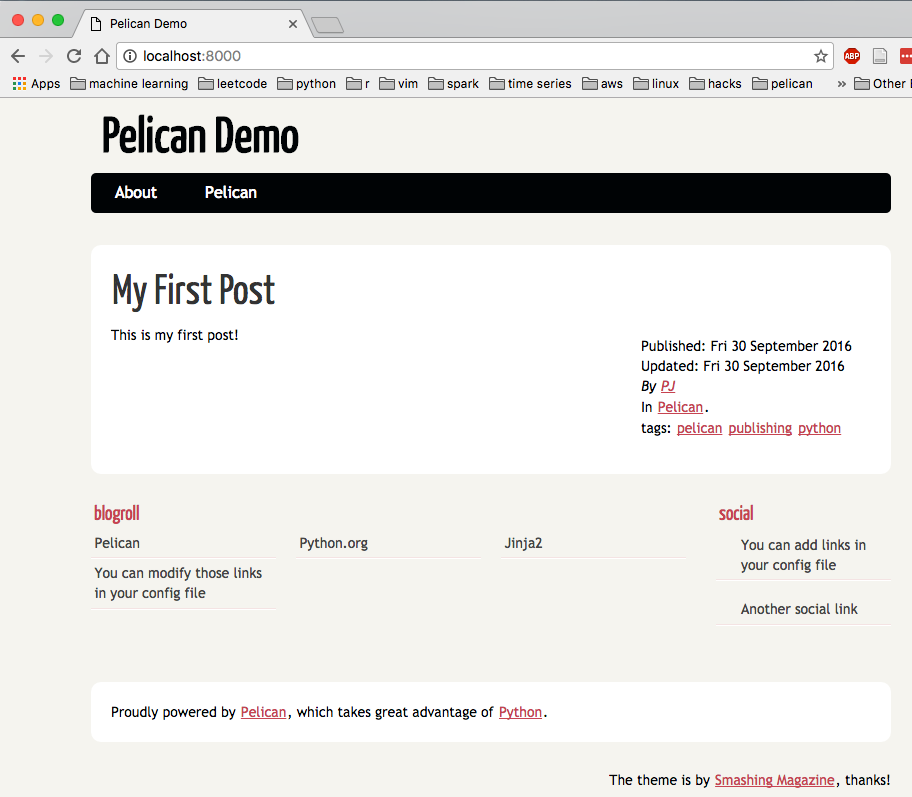 Pelican Demo
localhost:8000
ABP
Apps machine learning leetcode python r vim spark time series aws linux hacks pelican » Other
Pelican Demo
About Pelican
My First Post
This is my first post!
Published: Fri 30 September 2016
Updated: Fri 30 September 2016
By PJ
In Pelican.
tags: pelican publishing python
blogroll
Pelican Python.org Jinja2
You can modify those links
in your config file
social
You can add links in
your config file
Another social link
Proudly powered by Pelican, which takes great advantage of Python.
The theme is by Smashing Magazine, thanks!